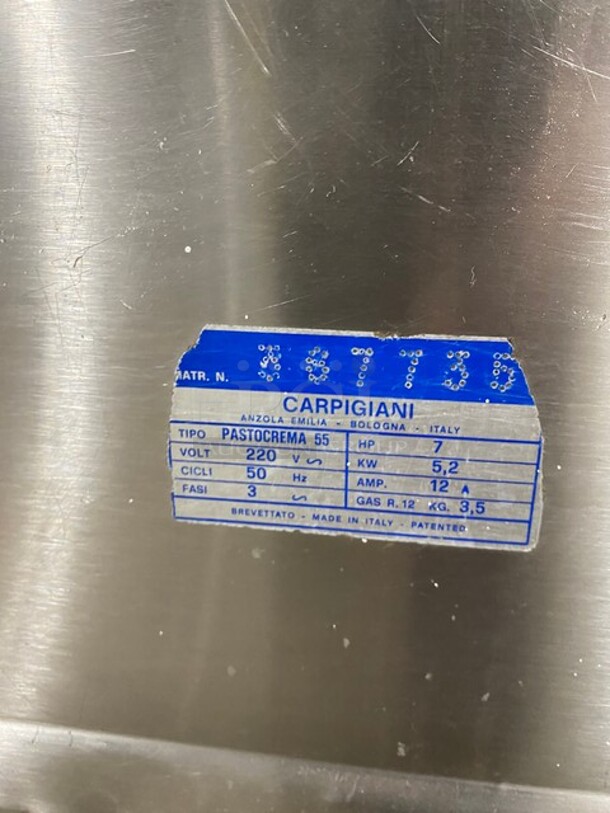 MATR. N.
CARPIGIANI
ANZOLA EMILIA - BOLOGNA - ITALY
TIPO PASTOCREMA 55
VOLT 220 V ∿
CICLI 50 Hz
FASI 3 ∿
HP 7
KW 5,2
AMP. 12 A
GAS R. 12 KG. 3,5
BREVETTATO - MADE IN ITALY - PATENTED